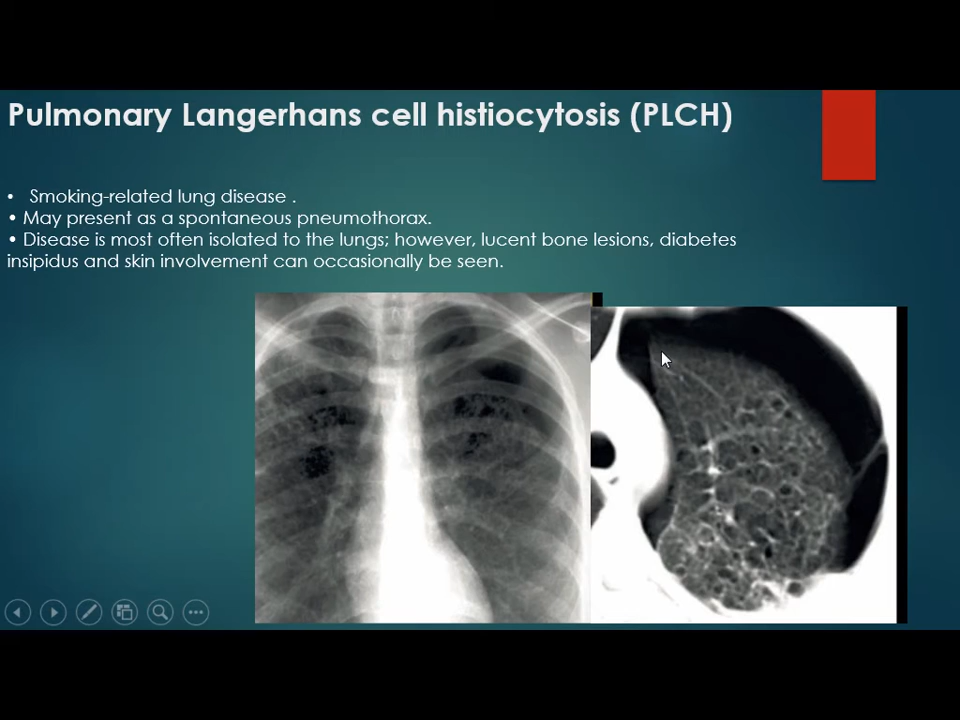 Pulmonary Langerhans cell histiocytosis (PLCH)
• Smoking-related lung disease .
• May present as a spontaneous pneumothorax.
• Disease is most often isolated to the lungs; however, lucent bone lesions, diabetes
insipidus and skin involvement can occasionally be seen.